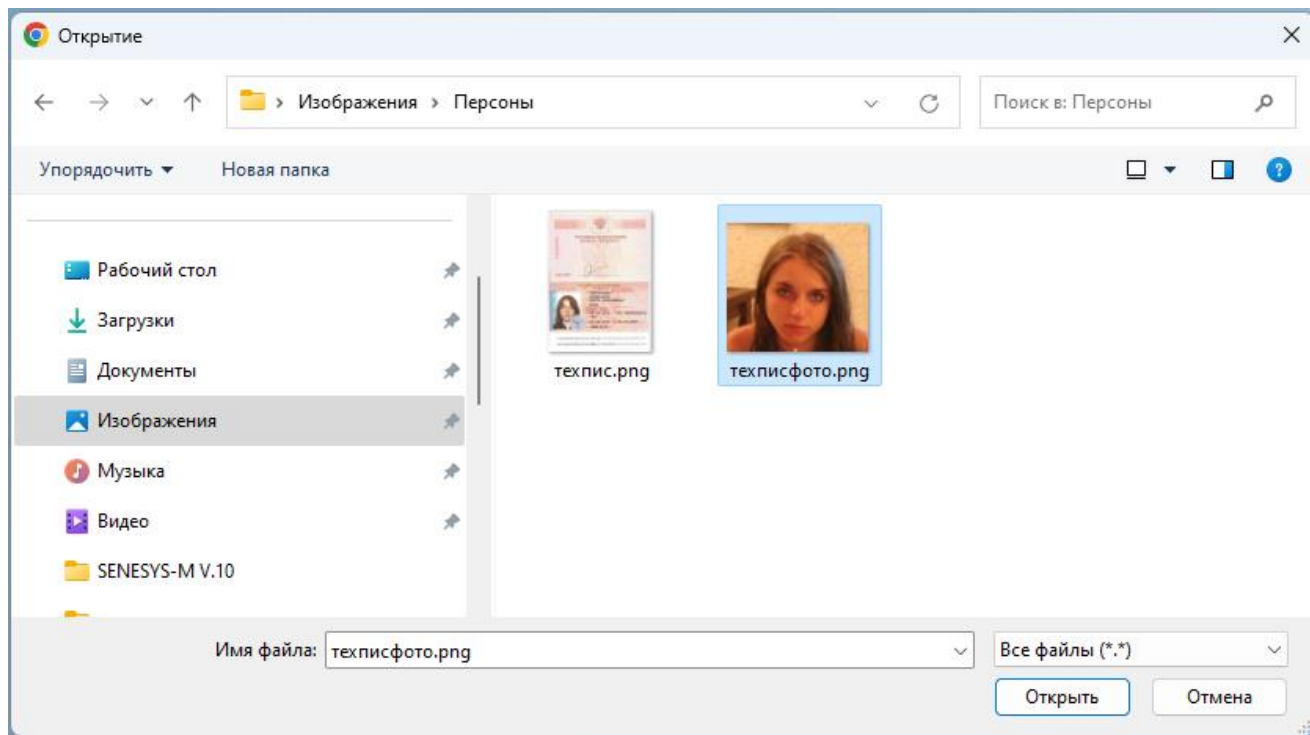 Открытие
Изображения › Персоны
Поиск в: Персоны
Упорядочить
Новая папка
Рабочий стол
Загрузки
Документы
Изображения
Музыка
Видео
SENESYS-M V.10
техпис.png
техписфото.png
Имя файла: техписфото.png
Все файлы (*.*)
Открыть
Отмена